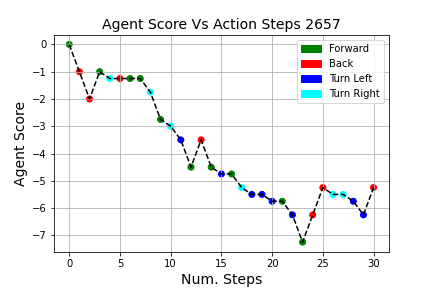 Agent Score Vs Action Steps 2657
Forward
Back
Turn Left
Turn Right
0
−1
−2
−3
−4
−5
−6
−7
Agent Score
0 5 10 15 20 25 30
Num. Steps